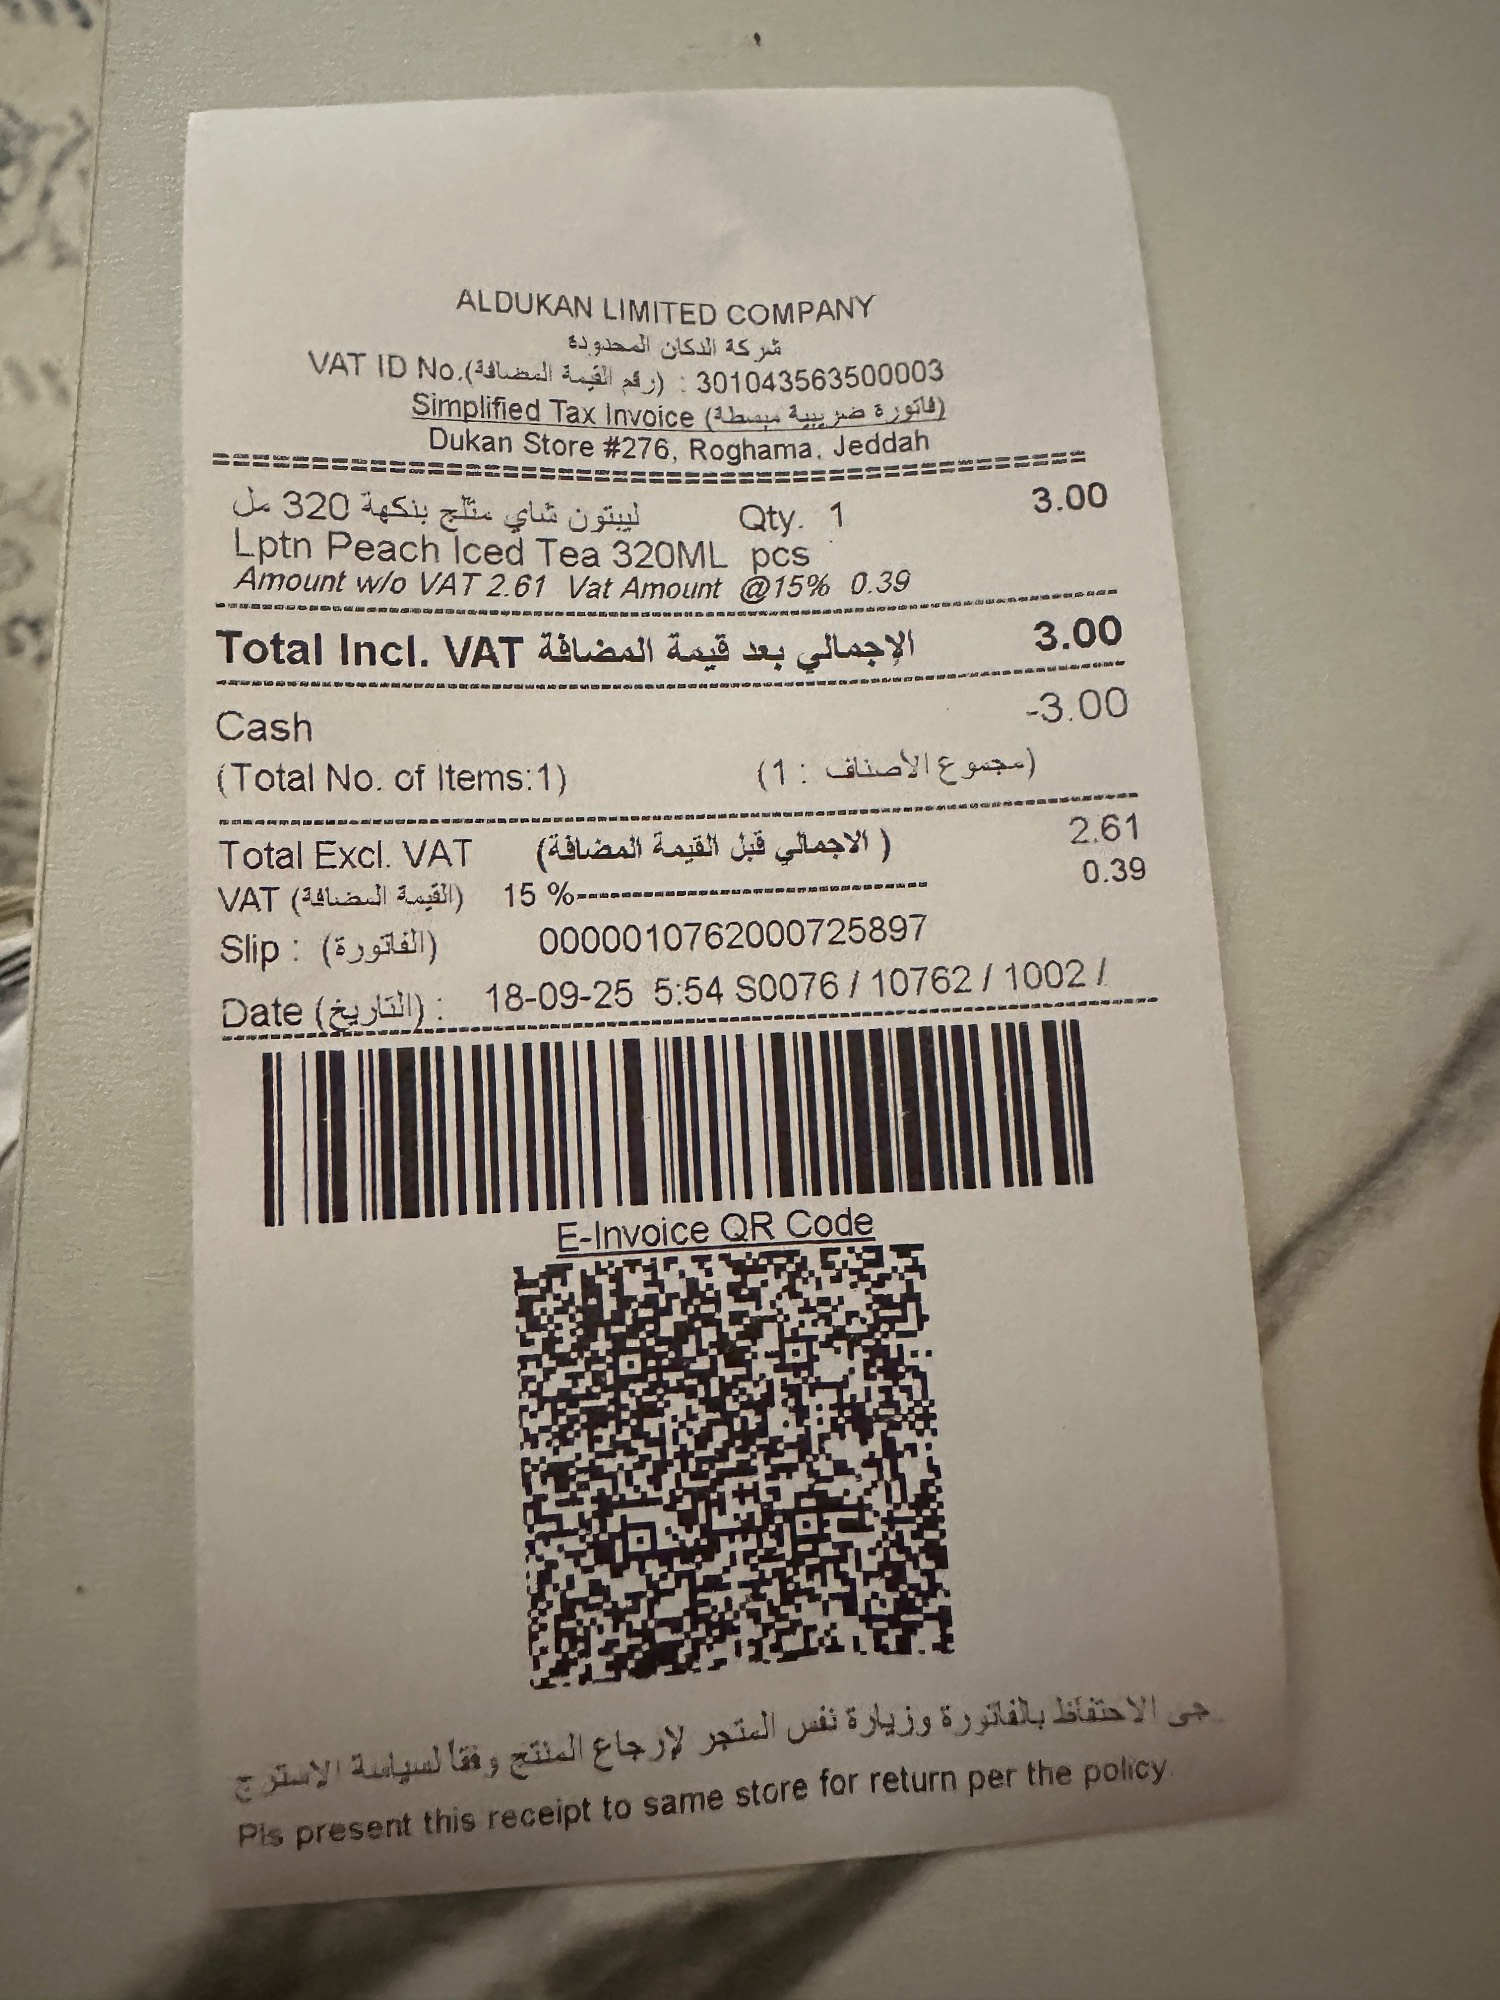 ALDUKAN LIMITED COMPANY
شركة الدكان المحدودة
VAT ID No.(رقم القيمة المضافة) : 301043563500003
Simplified Tax Invoice (فاتورة ضريبية مبسطة)
Dukan Store #276, Roghama, Jeddah
ليبتون شاي مثلج بنكهة 320 مل Qty. 1 3.00
Lptn Peach Iced Tea 320ML pcs
Amount w/o VAT 2.61 Vat Amount @15% 0.39
Total Incl. VAT الإجمالي بعد قيمة المضافة 3.00
Cash -3.00
(Total No. of Items:1) (مجموع الأصناف : 1)
Total Excl. VAT (الاجمالي قبل القيمة المضافة) 2.61
VAT (القيمة المضافة) 15 %------------------------------ 0.39
Slip : (الفاتورة) 0000010762000725897
Date (التاريخ) : 18-09-25 5:54 S0076 / 10762 / 1002 /
E-Invoice QR Code
جى الاحتفاظ بالفاتورة وزيارة نفس المتجر لإرجاع المنتج وفقا لسياسة الاسترج
Pls present this receipt to same store for return per the policy